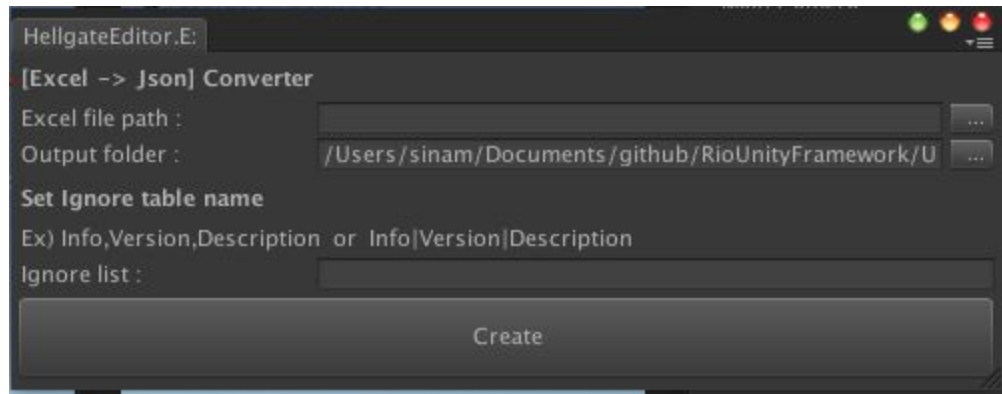 HellgateEditor.E:
[Excel -> Json] Converter
Excel file path :
...
Output folder :
/Users/sinam/Documents/github/RioUnityFramework/U
...
Set Ignore table name
Ex) Info,Version,Description or Info|Version|Description
Ignore list :
Create